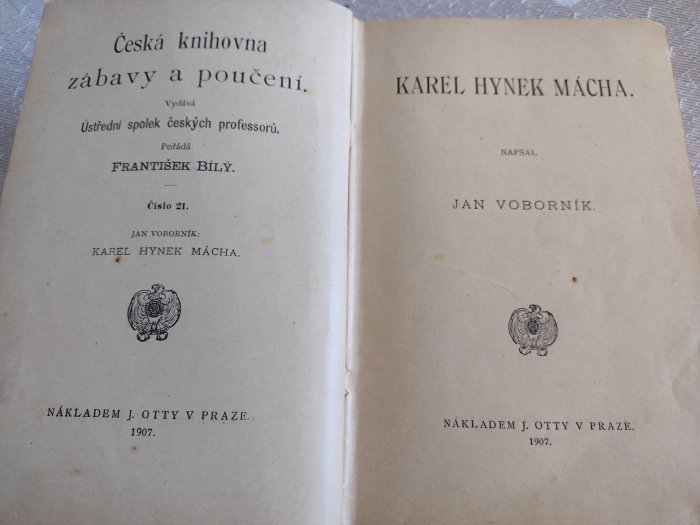 Česká knihovna
zábavy a poučení.
Vydává
Ústřední spolek českých professorů.
Pořádá
FRANTIŠEK BÍLÝ.
Číslo 21.
JAN VOBORNÍK:
KAREL HYNEK MÁCHA.
NÁKLADEM J. OTTY V PRAZE.
1907.
KAREL HYNEK MÁCHA.
NAPSAL
JAN VOBORNÍK.
NÁKLADEM J. OTTY V PRAZE.
1907.